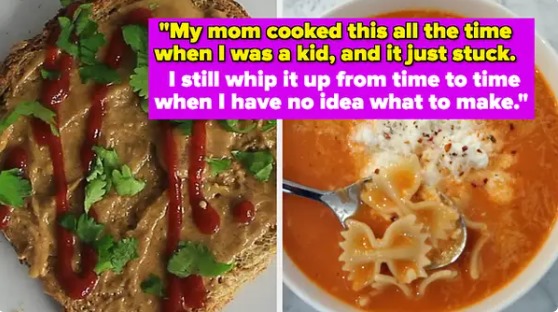 "My mom cooked this all the time
when I was a kid, and it just stuck.
I still whip it up from time to time
when I have no idea what to make."